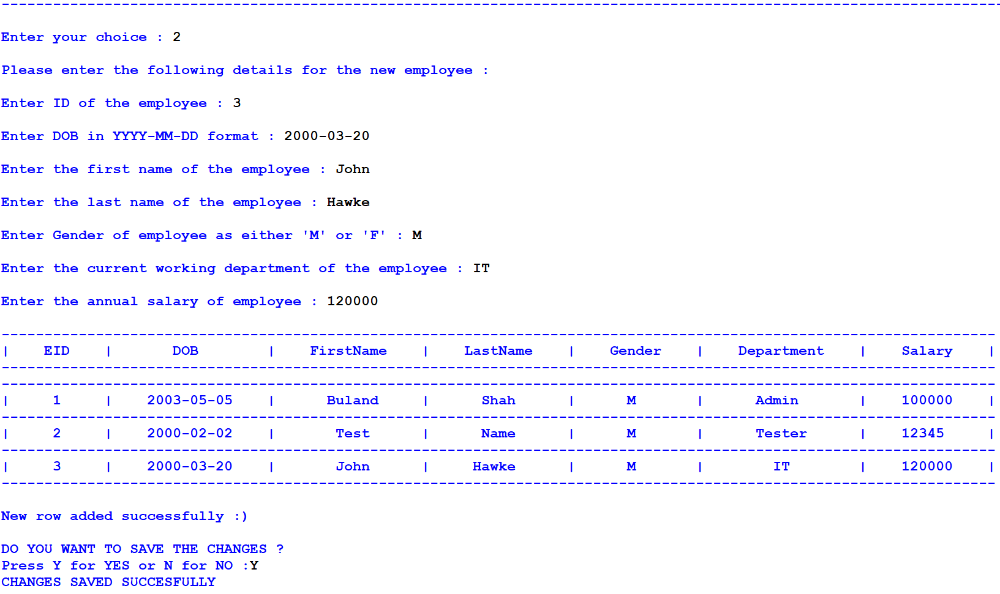 Enter your choice : 2
Please enter the following details for the new employee :
Enter ID of the employee : 3
Enter DOB in YYYY-MM-DD format : 2000-03-20
Enter the first name of the employee : John
Enter the last name of the employee : Hawke
Enter Gender of employee as either 'M' or 'F' : M
Enter the current working department of the employee : IT
Enter the annual salary of employee : 120000
| EID | DOB | FirstName | LastName | Gender | Department | Salary |
| 1 | 2003-05-05 | Buland | Shah | M | Admin | 100000 |
| 2 | 2000-02-02 | Test | Name | M | Tester | 12345 |
| 3 | 2000-03-20 | John | Hawke | M | IT | 120000 |
New row added successfully :)
DO YOU WANT TO SAVE THE CHANGES ?
Press Y for YES or N for NO :Y
CHANGES SAVED SUCCESFULLY